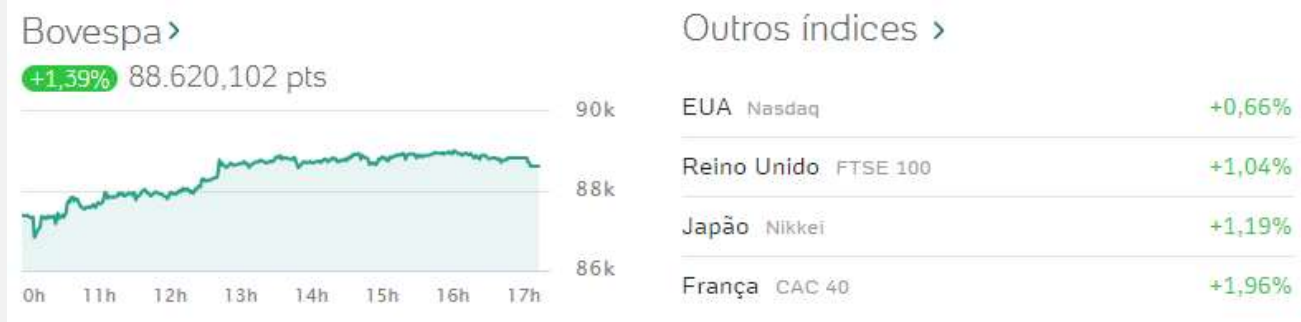 Bovespa
+1,39% 88.620,102 pts
90k
88k
86k
0h 11h 12h 13h 14h 15h 16h 17h
Outros índices
EUA Nasdaq +0,66%
Reino Unido FTSE 100 +1,04%
Japão Nikkei +1,19%
França CAC 40 +1,96%